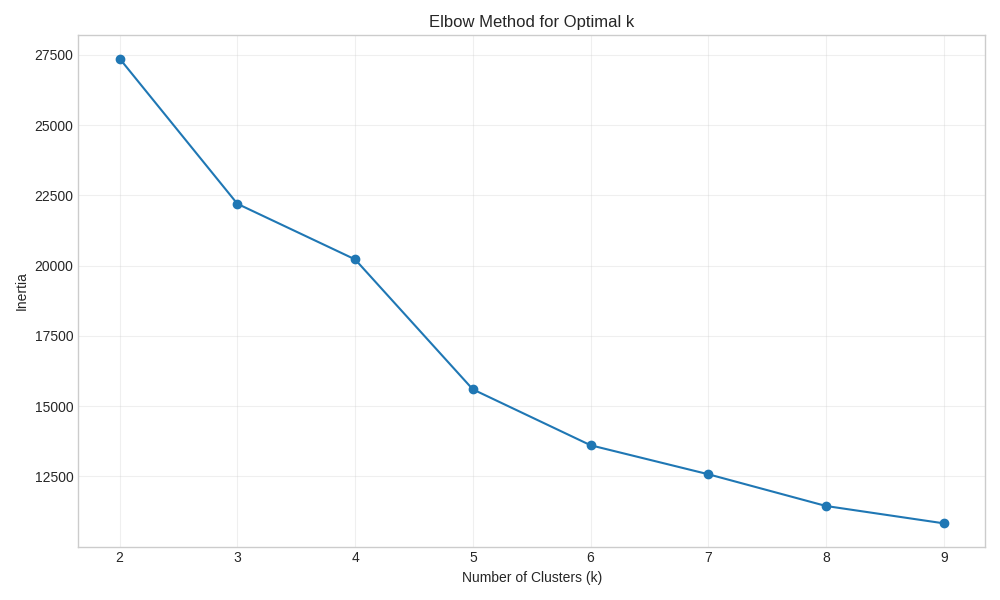 Elbow Method for Optimal k
27500
25000
22500
20000
17500
15000
12500
Inertia
2 3 4 5 6 7 8 9
Number of Clusters (k)